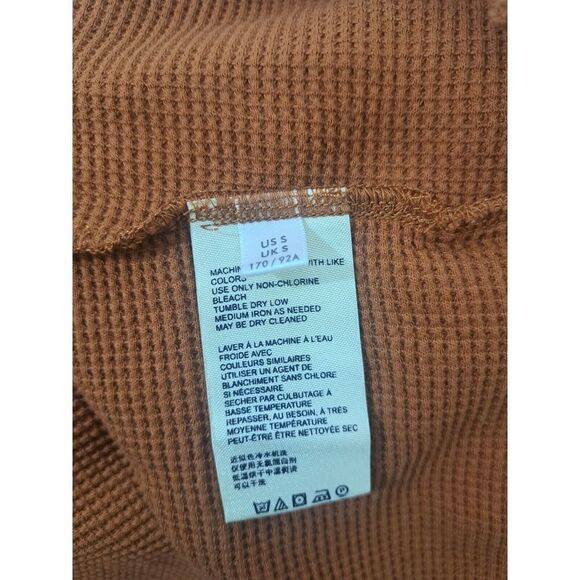 US S
UK S
170 / 92A
WITH LIKE
COLORS
USE ONLY NON-CHLORINE
BLEACH
TUMBLE DRY LOW
MEDIUM IRON AS NEEDED
MAY BE DRY CLEANED
LAVER À LA MACHINE À L'EAU
FROIDE AVEC
COULEURS SIMILAIRES
UTILISER UN AGENT DE
BLANCHIMENT SANS CHLORE
SI NÉCESSAIRE
SÉCHER PAR CULBUTAGE À
BASSE TEMPÉRATURE
REPASSER, AU BESOIN, À TRÈS
MOYENNE TEMPÉRATURE
PEUT-ÊTRE ÊTRE NETTOYÉE SEC
近似色冷水机洗
仅使用无氯漂白剂
低温烘干中温熨烫
可以干洗